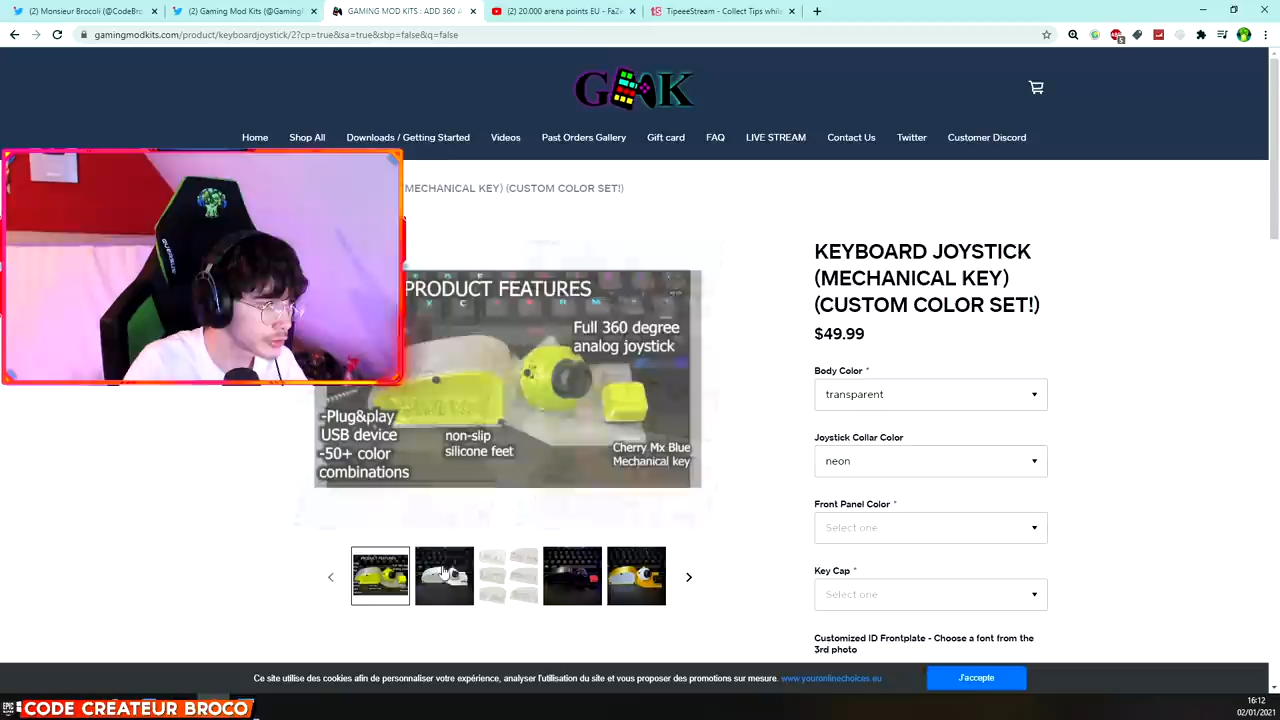 Monsieur Brocoli (@CodeBro
(2) Gaming Mod Kits (@Gaming
GAMING MOD KITS : ADD 360 A
(2) 20.000 arena points EU - FaZe
TipeeeStream - Collect Tips while
gamingmodkits.com/product/keyboardjoystick/2?cp=true&sa=true&sbp=false&q=false
G K
Home Shop All Downloads / Getting Started Videos Past Orders Gallery Gift card FAQ LIVE STREAM Contact Us Twitter Customer Discord
MECHANICAL KEY) (CUSTOM COLOR SET!)
PRODUCT FEATURES
Full 360 degree
analog joystick
-Plug&play
USB device
-50+ color
combinations
non-slip
silicone feet
Cherry Mx Blue
Mechanical key
KEYBOARD JOYSTICK
(MECHANICAL KEY)
(CUSTOM COLOR SET!)
$49.99
Body Color *
transparent
Joystick Collar Color
neon
Front Panel Color *
Select one
Key Cap *
Select one
Customized ID Frontplate - Choose a font from the
3rd photo
PRODUCT FEATURES
Ce site utilise des cookies afin de personnaliser votre expérience, analyser l'utilisation du site et vous proposer des promotions sur mesure. www.youronlinechoices.eu
J'accepte
CODE CRÉATEUR BROCO
16:12
02/01/2021